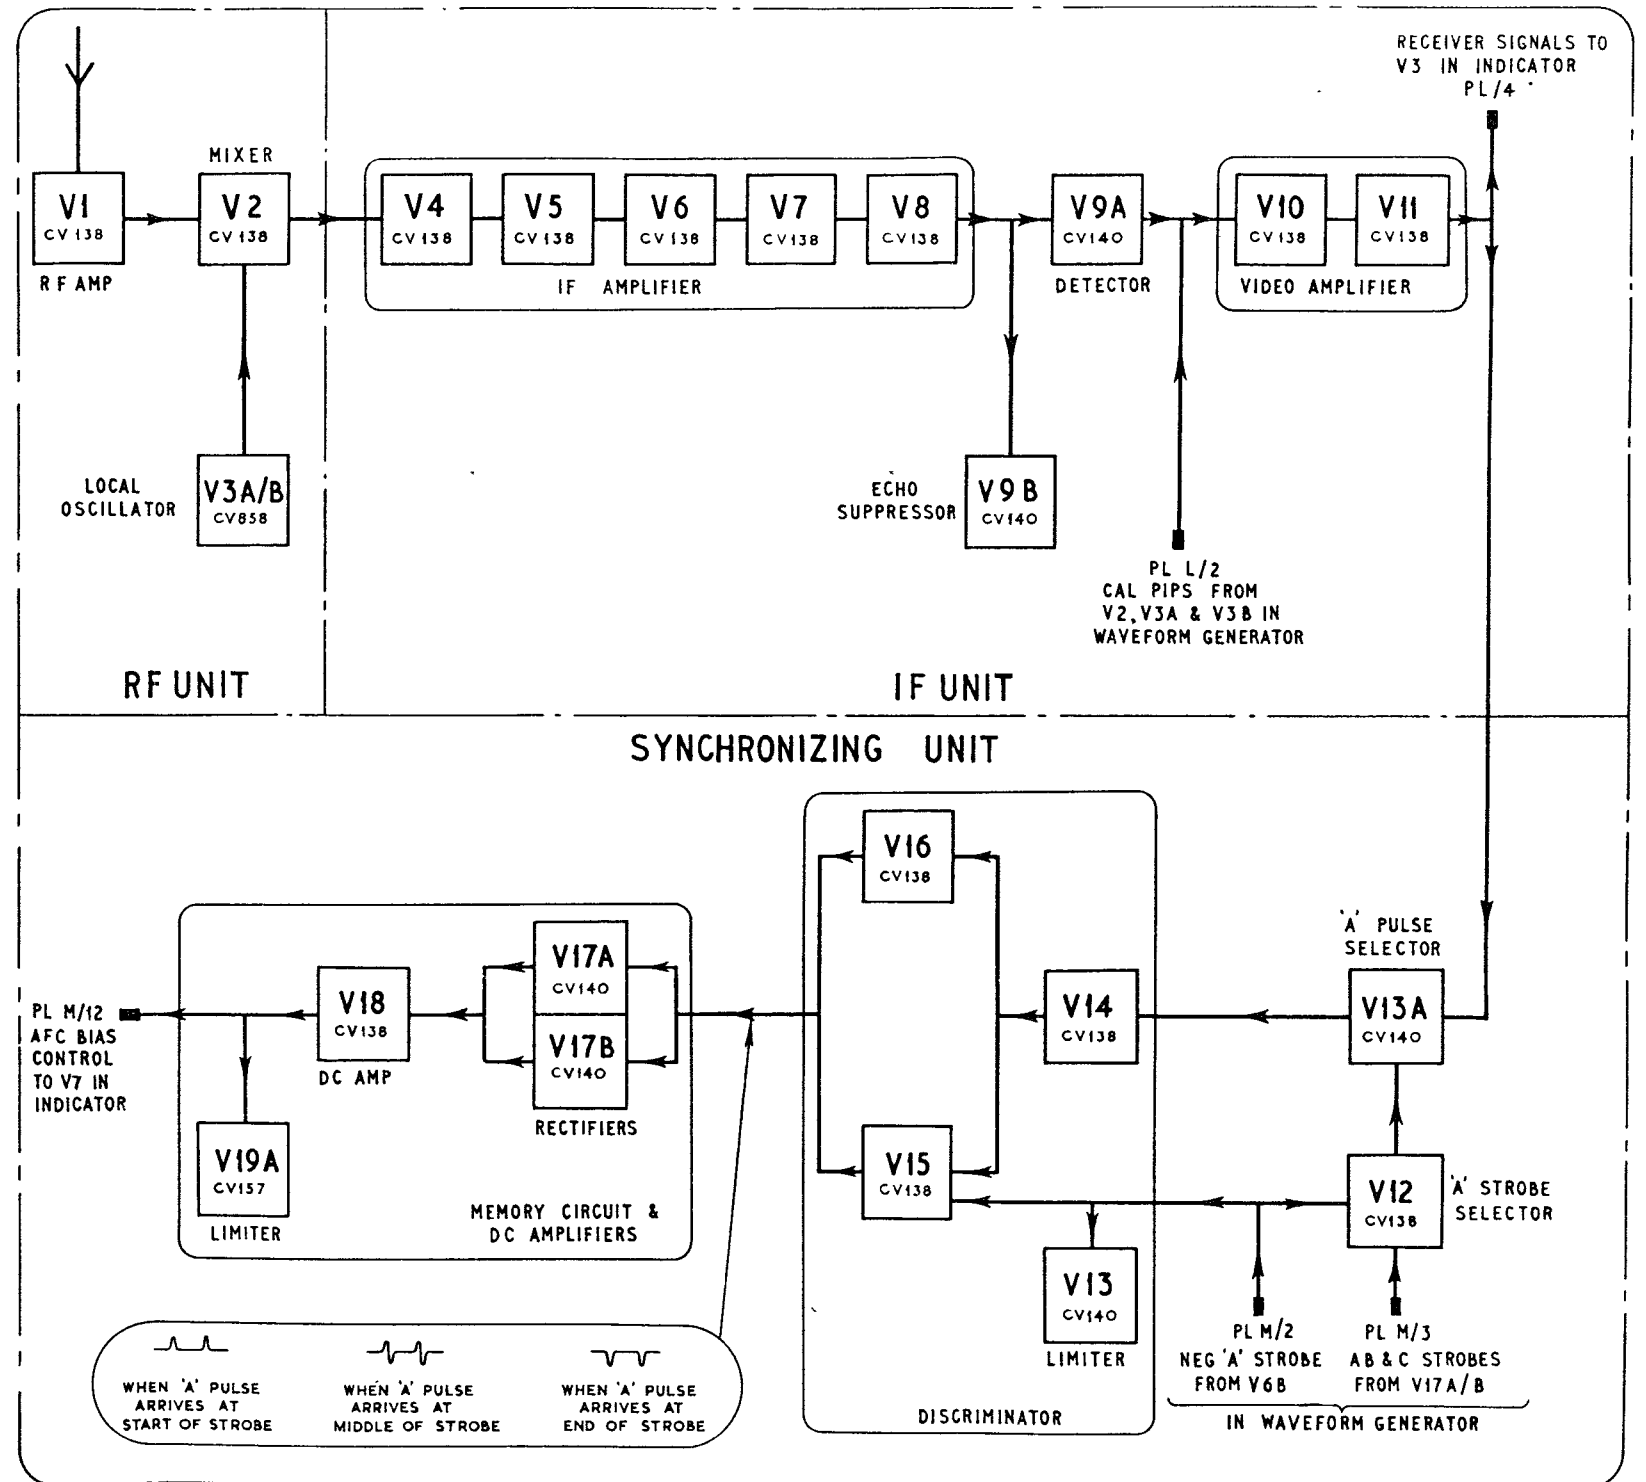 RECEIVER SIGNALS TO
V3 IN INDICATOR
PL/4
MIXER
V1
CV138
RF AMP
V2
CV138
V4
CV138
V5
CV138
V6
CV138
V7
CV138
V8
CV138
IF AMPLIFIER
V9A
CV140
DETECTOR
V10
CV138
V11
CV138
VIDEO AMPLIFIER
LOCAL
OSCILLATOR
V3A/B
CV858
ECHO
SUPPRESSOR
V9B
CV140
PL L/2
CAL PIPS FROM
V2, V3A & V3B IN
WAVEFORM GENERATOR
RF UNIT
IF UNIT
SYNCHRONIZING UNIT
V16
CV138
'A' PULSE
SELECTOR
V13A
CV140
V14
CV138
V17A
CV140
V17B
CV140
RECTIFIERS
V18
CV138
DC AMP
PL M/12
AFC BIAS
CONTROL
TO V7 IN
INDICATOR
V19A
CV157
LIMITER
MEMORY CIRCUIT &
DC AMPLIFIERS
V15
CV138
V12
CV138
'A' STROBE
SELECTOR
V13
CV140
LIMITER
DISCRIMINATOR
PL M/2
NEG 'A' STROBE
FROM V6B
PL M/3
AB & C STROBES
FROM V17A/B
IN WAVEFORM GENERATOR
WHEN 'A' PULSE
ARRIVES AT
START OF STROBE
WHEN 'A' PULSE
ARRIVES AT
MIDDLE OF STROBE
WHEN 'A' PULSE
ARRIVES AT
END OF STROBE